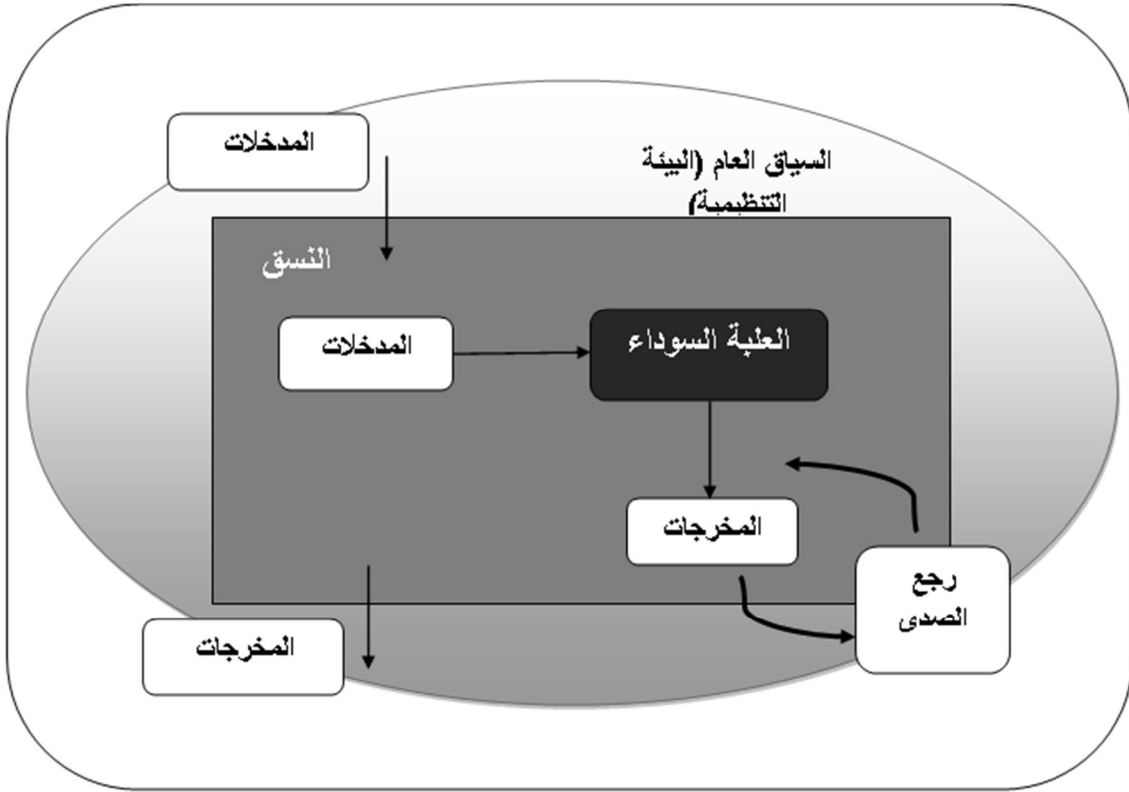 المدخلات
السياق العام (البيئة
التنظيمية)
النسق
المدخلات
العلبة السوداء
المخرجات
رجع
الصدى
المخرجات